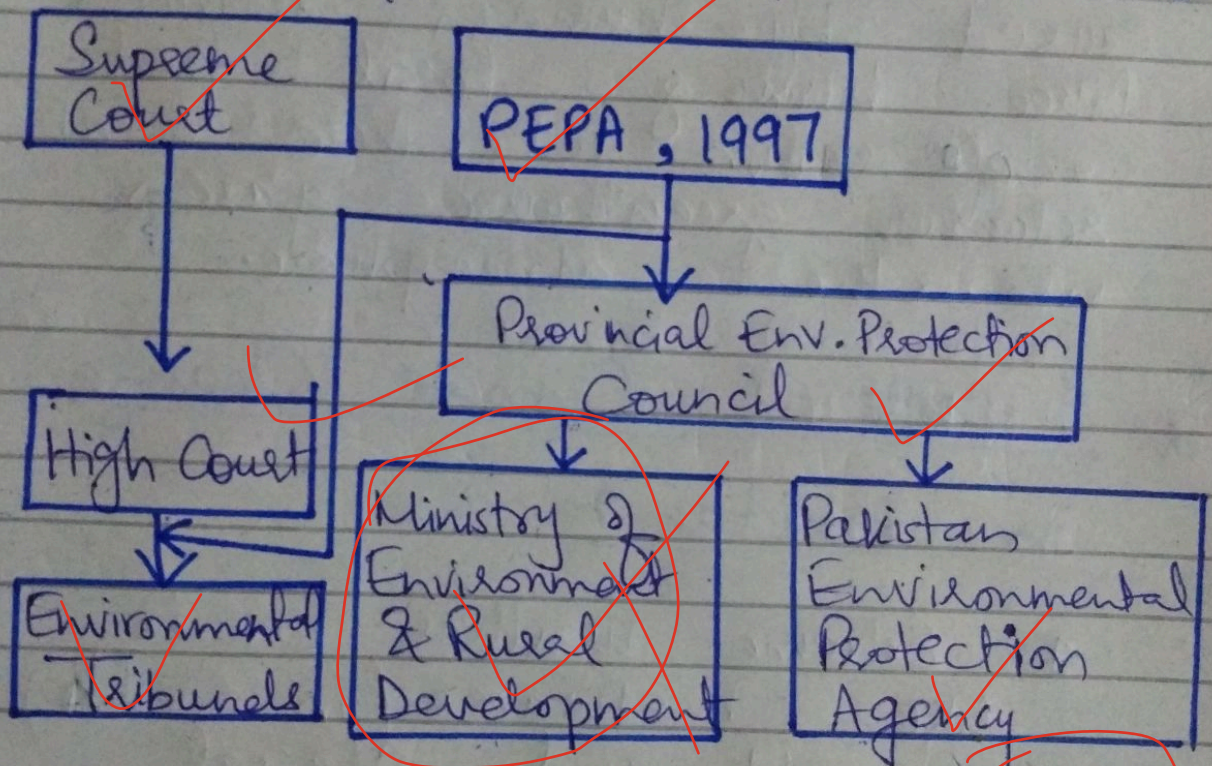 Supreme
Court
PEPA, 1997
Provincial Env. Protection
Council
High Court
Ministry of
Environment
& Rural
Development
Pakistan
Environmental
Protection
Agency
Environmental
Tribunals